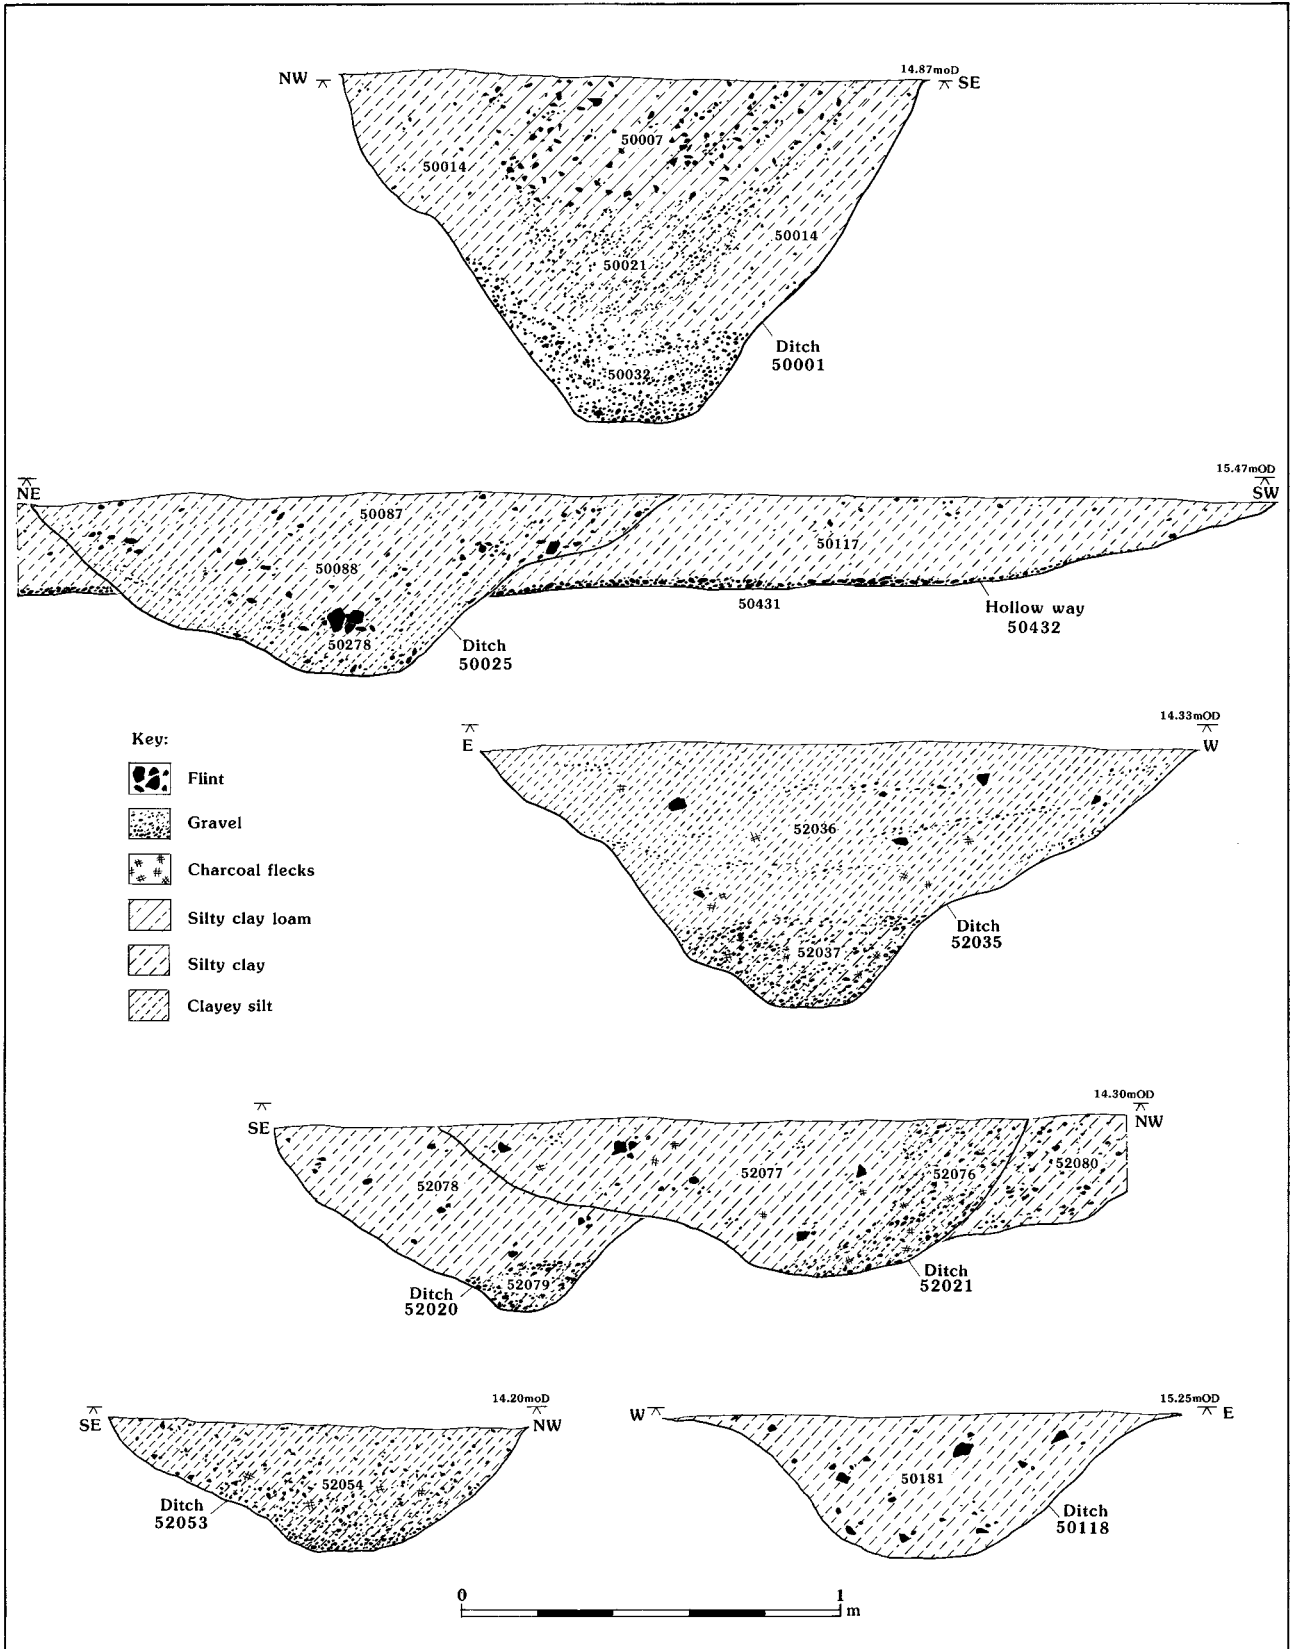 NW
14.87moD
SE
50007
50014
50014
50021
Ditch
50001
50032
15.47mOD
NE
SW
50087
50117
50088
50431
Hollow way
50432
50278
Ditch
50025
14.33mOD
E
W
Key:
Flint
Gravel
Charcoal flecks
Silty clay loam
Silty clay
Clayey silt
52036
Ditch
52035
52037
14.30mOD
SE
NW
52078
52077
52076
52080
52079
Ditch
52020
Ditch
52021
14.20moD
SE
NW
52054
Ditch
52053
15.25mOD
W
E
50181
Ditch
50118
0
1
m